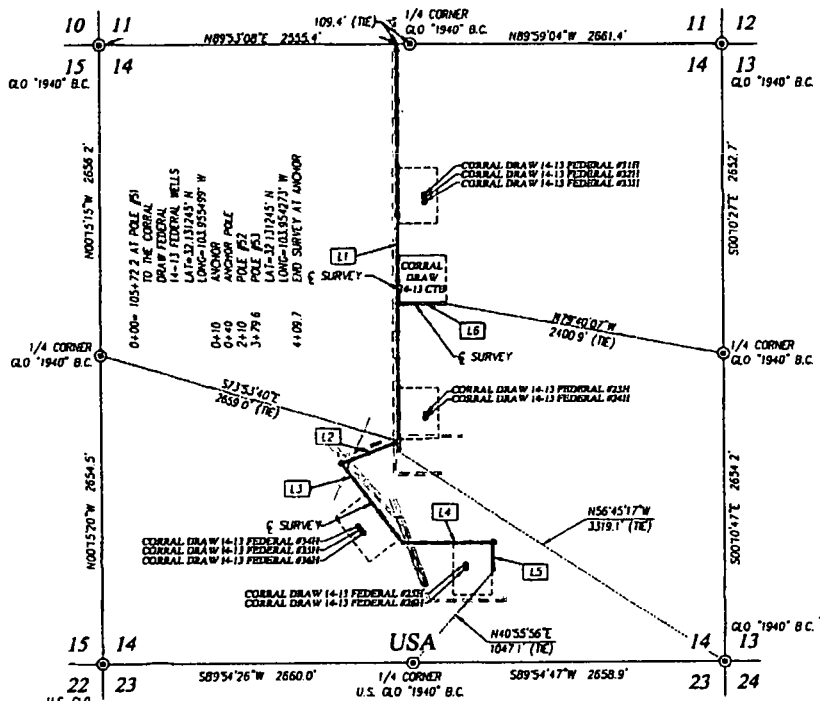 10 11
109.4' (TIE)
1/4 CORNER
GLO "1940" B.C.
11 12
N89°53'08"E 2555.4'
N89°59'04"W 2661.4'
15 14
GLO "1940" B.C.
14 13
GLO "1940" B.C.
N00°15'15"W 2656.2'
S00°10'27"E 2652.7'
0+00= 105+72.2 AT POLE #51
TO THE CORRAL
DRAW FEDERAL
14-13 FEDERAL WELLS
LAT=32.131245° N
LONG=103.955499° W
0+10 ANCHOR
0+40 ANCHOR POLE
2+10 POLE #52
3+79.6 POLE #53
LAT=32.131245° N
LONG=103.954273° W
4+09.7 END SURVEY AT ANCHOR
CORRAL DRAW 14-13 FEDERAL #31H
CORRAL DRAW 14-13 FEDERAL #32H
CORRAL DRAW 14-13 FEDERAL #33H
L1
℄ SURVEY
CORRAL
DRAW
14-13 CTB
L6
℄ SURVEY
N79°40'07"W
2400.9' (TIE)
1/4 CORNER
GLO "1940" B.C.
1/4 CORNER
GLO "1940" B.C.
S73°53'40"E
2659.0' (TIE)
CORRAL DRAW 14-13 FEDERAL #23H
CORRAL DRAW 14-13 FEDERAL #24H
L2
L3
N00°15'20"W 2654.5'
S00°10'47"E 2654.2'
N56°45'17"W
3319.1' (TIE)
℄ SURVEY
L4
CORRAL DRAW 14-13 FEDERAL #34H
CORRAL DRAW 14-13 FEDERAL #35H
CORRAL DRAW 14-13 FEDERAL #36H
L5
CORRAL DRAW 14-13 FEDERAL #25H
CORRAL DRAW 14-13 FEDERAL #26H
N40°55'56"E
1047.1' (TIE)
USA
GLO "1940" B.C.
15 14
14 13
22 23
S89°54'26"W 2660.0'
1/4 CORNER
U.S. GLO "1940" B.C.
S89°54'47"W 2658.9'
23 24